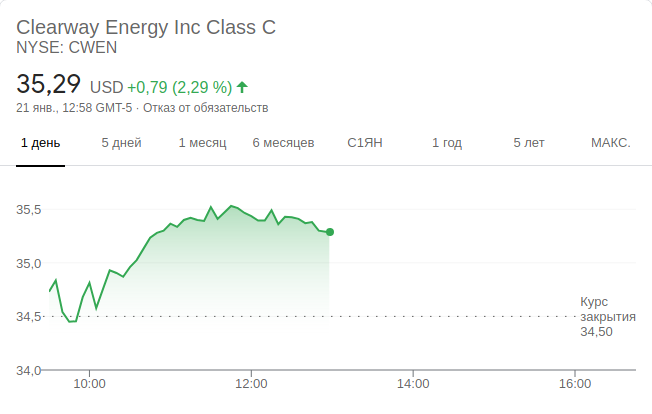 Clearway Energy Inc Class C
NYSE: CWEN
35,29 USD +0,79 (2,29 %)
21 янв., 12:58 GMT-5 · Отказ от обязательств
1 день 5 дней 1 месяц 6 месяцев С1ЯН 1 год 5 лет МАКС.
35,5
35,0
34,5
Курс
закрытия
34,50
34,0
10:00 12:00 14:00 16:00